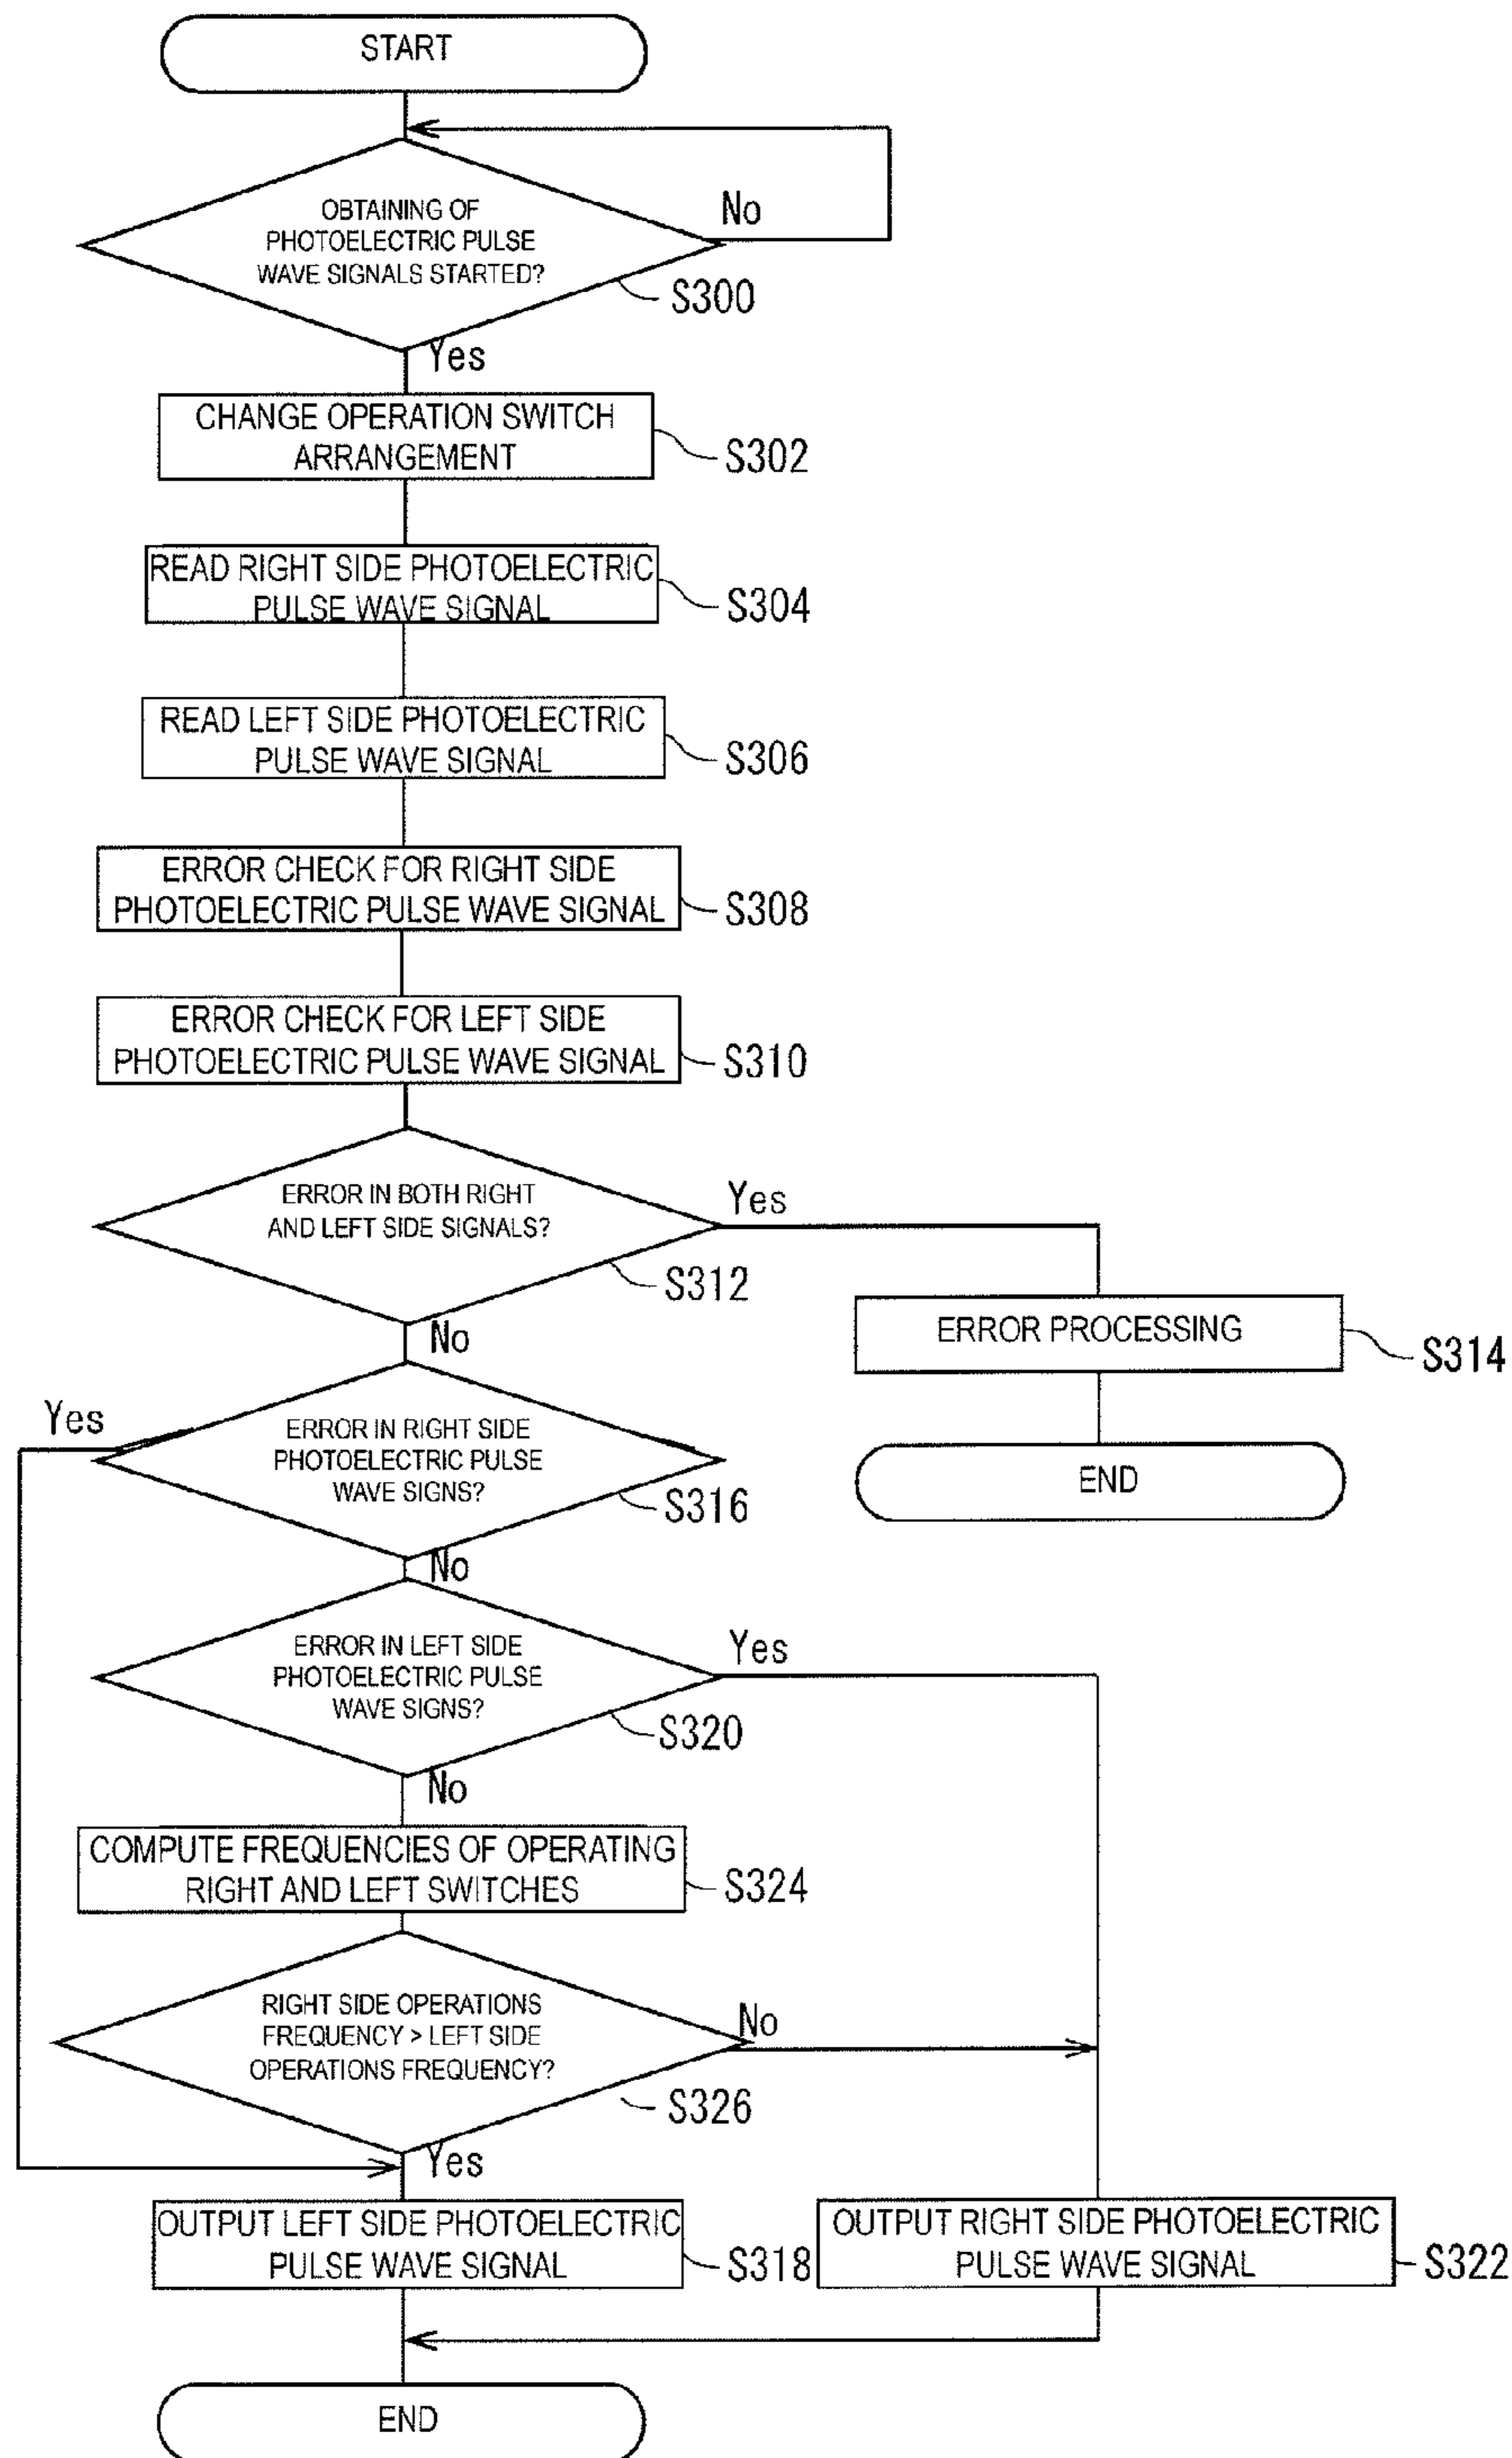 START
OBTAINING OF
PHOTOELECTRIC PULSE
WAVE SIGNALS STARTED?
No
S300
Yes
CHANGE OPERATION SWITCH
ARRANGEMENT
S302
READ RIGHT SIDE PHOTOELECTRIC
PULSE WAVE SIGNAL
S304
READ LEFT SIDE PHOTOELECTRIC
PULSE WAVE SIGNAL
S306
ERROR CHECK FOR RIGHT SIDE
PHOTOELECTRIC PULSE WAVE SIGNAL
S308
ERROR CHECK FOR LEFT SIDE
PHOTOELECTRIC PULSE WAVE SIGNAL
S310
ERROR IN BOTH RIGHT
AND LEFT SIDE SIGNALS?
Yes
S312
No
ERROR PROCESSING
S314
END
Yes
ERROR IN RIGHT SIDE
PHOTOELECTRIC PULSE
WAVE SIGNS?
S316
No
ERROR IN LEFT SIDE
PHOTOELECTRIC PULSE
WAVE SIGNS?
Yes
S320
No
COMPUTE FREQUENCIES OF OPERATING
RIGHT AND LEFT SWITCHES
S324
RIGHT SIDE OPERATIONS
FREQUENCY > LEFT SIDE
OPERATIONS FREQUENCY?
No
S326
Yes
OUTPUT LEFT SIDE PHOTOELECTRIC
PULSE WAVE SIGNAL
S318
OUTPUT RIGHT SIDE PHOTOELECTRIC
PULSE WAVE SIGNAL
S322
END